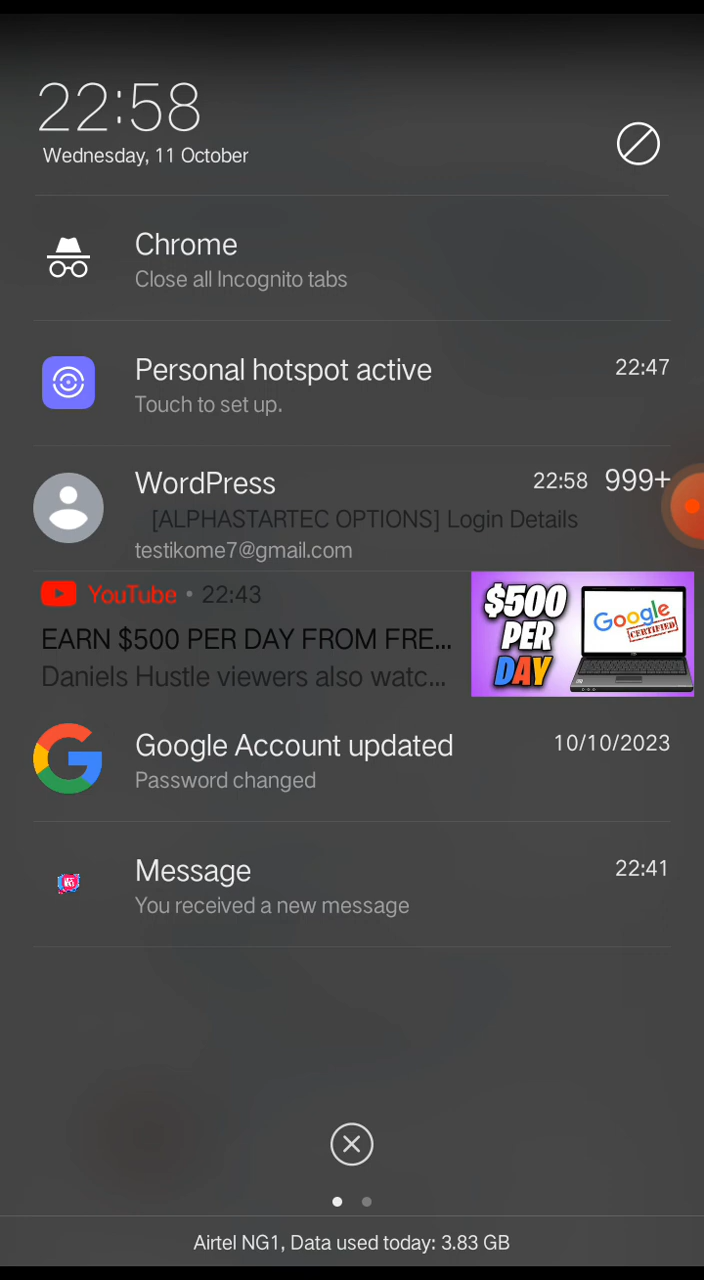 22:58
Wednesday, 11 October
Chrome
Close all Incognito tabs
Personal hotspot active 22:47
Touch to set up.
WordPress 22:58 999+
[ALPHASTARTEC OPTIONS] Login Details
testikome7@gmail.com
YouTube • 22:43
EARN $500 PER DAY FROM FRE...
Daniels Hustle viewers also watc...
$500
PER
DAY
Google
CERTIFIED
Google Account updated 10/10/2023
Password changed
Message 22:41
You received a new message
Airtel NG1, Data used today: 3.83 GB